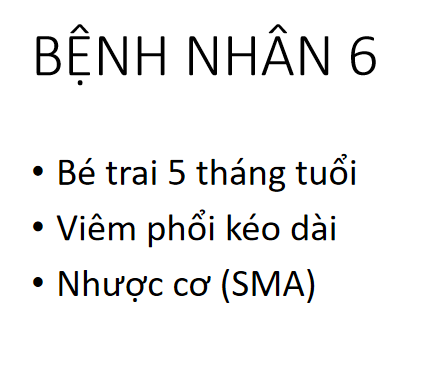 BỆNH NHÂN 6
• Bé trai 5 tháng tuổi
• Viêm phổi kéo dài
• Nhược cơ (SMA)